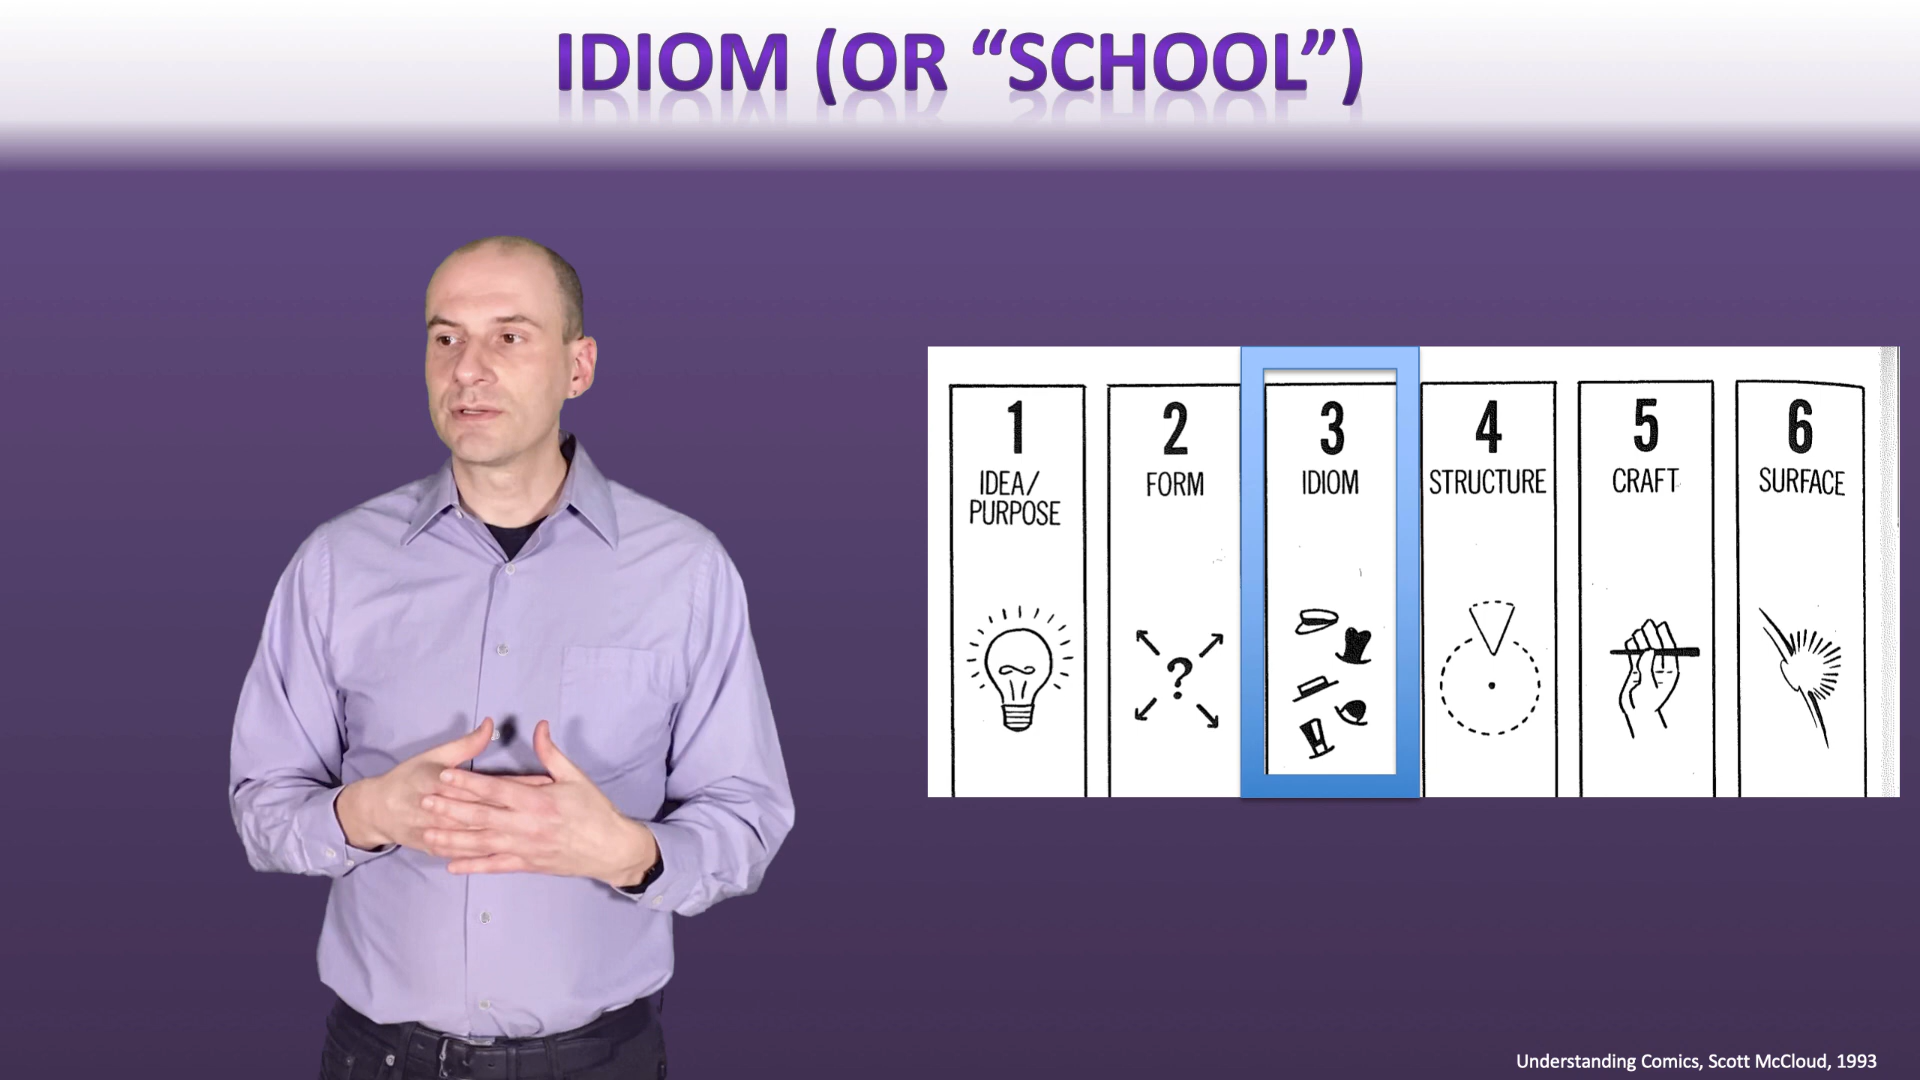 IDIOM (OR “SCHOOL”)
1
IDEA/
PURPOSE
2
FORM
3
IDIOM
4
STRUCTURE
5
CRAFT
6
SURFACE
?
Understanding Comics, Scott McCloud, 1993